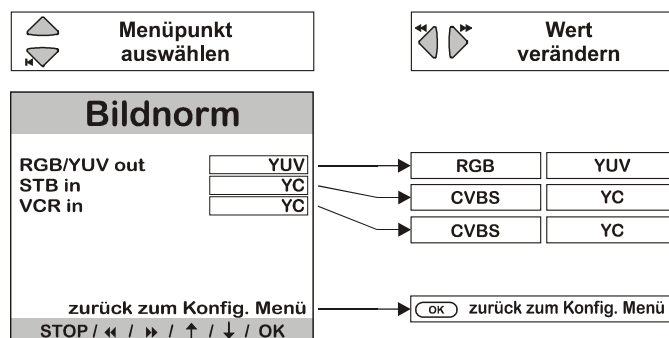 Menüpunkt
auswählen
Wert
verändern
Bildnorm
RGB/YUV out YUV RGB YUV
STB in YC CVBS YC
VCR in YC CVBS YC
zurück zum Konfig. Menü OK zurück zum Konfig. Menü
STOP / ◀◀ / ▶▶ / ↑ / ↓ / OK